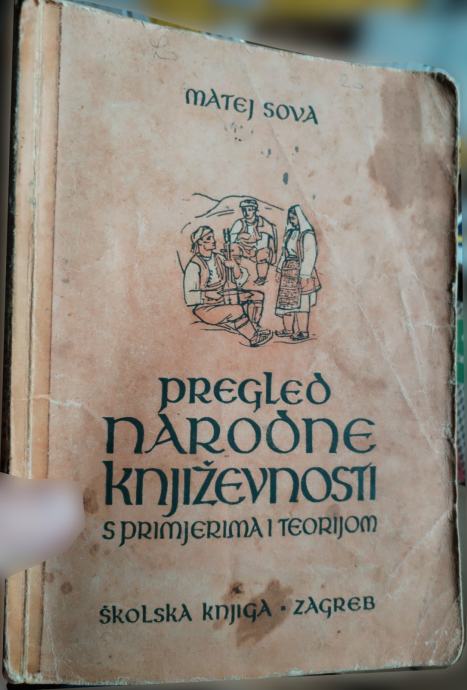 MATEJ SOVA
PREGLED
NARODNE
KNJIŽEVNOSTI
S PRIMJERIMA I TEORIJOM
ŠKOLSKA KNJIGA · ZAGREB